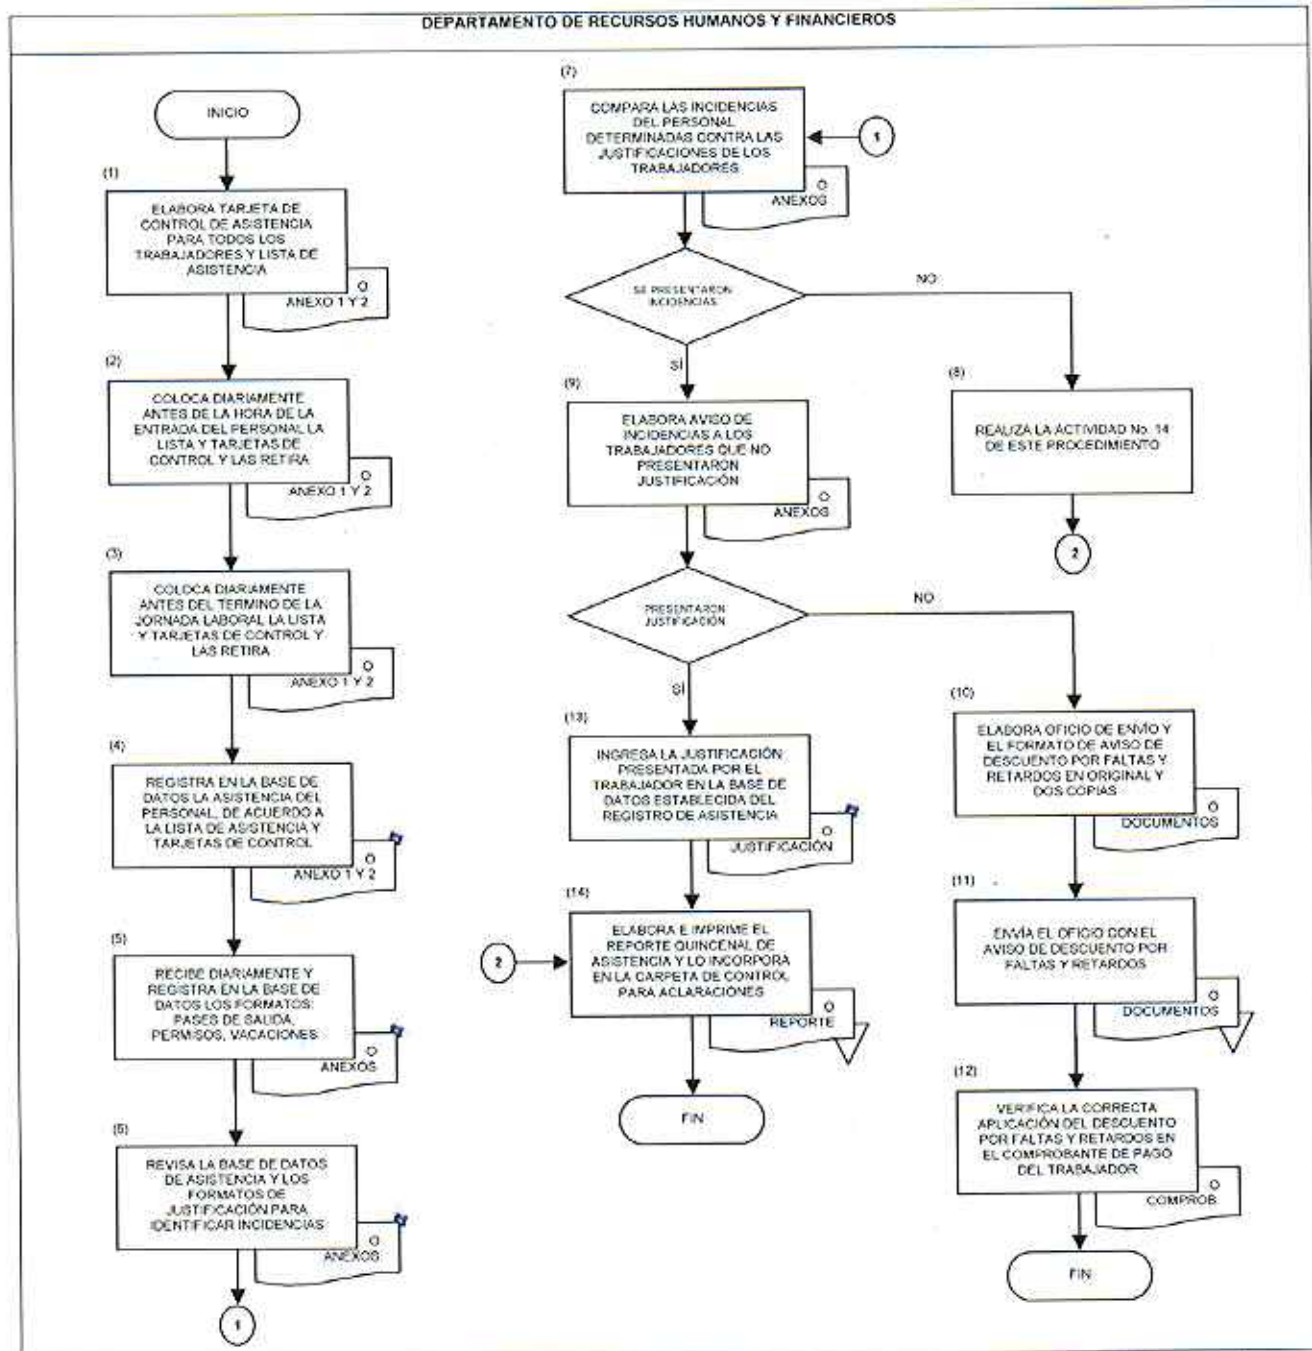 DEPARTAMENTO DE RECURSOS HUMANOS Y FINANCIEROS
INICIO
(1)
ELABORA TARJETA DE
CONTROL DE ASISTENCIA
PARA TODOS LOS
TRABAJADORES Y LISTA DE
ASISTENCIA
O
ANEXO 1 Y 2
(2)
COLOCA DIARIAMENTE
ANTES DE LA HORA DE LA
ENTRADA DEL PERSONAL LA
LISTA Y TARJETAS DE
CONTROL Y LAS RETIRA
O
ANEXO 1 Y 2
(3)
COLOCA DIARIAMENTE
ANTES DEL TERMINO DE LA
JORNADA LABORAL LA LISTA
Y TARJETAS DE CONTROL Y
LAS RETIRA
O
ANEXO 1 Y 2
(4)
REGISTRA EN LA BASE DE
DATOS LA ASISTENCIA DEL
PERSONAL, DE ACUERDO A
LA LISTA DE ASISTENCIA Y
TARJETAS DE CONTROL
O
ANEXO 1 Y 2
(5)
RECIBE DIARIAMENTE Y
REGISTRA EN LA BASE DE
DATOS LOS FORMATOS:
PASES DE SALIDA,
PERMISOS, VACACIONES
O
ANEXOS
(6)
REVISA LA BASE DE DATOS
DE ASISTENCIA Y LOS
FORMATOS DE
JUSTIFICACIÓN PARA
IDENTIFICAR INCIDENCIAS
O
ANEXOS
1
(7)
COMPARA LAS INCIDENCIAS
DEL PERSONAL
DETERMINADAS CONTRA LAS
JUSTIFICACIONES DE LOS
TRABAJADORES
1
O
ANEXOS
SE PRESENTARON
INCIDENCIAS
NO
SÍ
(8)
REALIZA LA ACTIVIDAD No. 14
DE ESTE PROCEDIMIENTO
2
(9)
ELABORA AVISO DE
INCIDENCIAS A LOS
TRABAJADORES QUE NO
PRESENTARON
JUSTIFICACIÓN
O
ANEXOS
PRESENTARON
JUSTIFICACIÓN
NO
SÍ
(10)
ELABORA OFICIO DE ENVÍO Y
EL FORMATO DE AVISO DE
DESCUENTO POR FALTAS Y
RETARDOS EN ORIGINAL Y
DOS COPIAS
O
DOCUMENTOS
(11)
ENVÍA EL OFICIO CON EL
AVISO DE DESCUENTO POR
FALTAS Y RETARDOS
O
DOCUMENTOS
(12)
VERIFICA LA CORRECTA
APLICACIÓN DEL DESCUENTO
POR FALTAS Y RETARDOS EN
EL COMPROBANTE DE PAGO
DEL TRABAJADOR
O
COMPROB.
FIN
(13)
INGRESA LA JUSTIFICACIÓN
PRESENTADA POR EL
TRABAJADOR EN LA BASE DE
DATOS ESTABLECIDA DEL
REGISTRO DE ASISTENCIA
O
JUSTIFICACIÓN
(14)
2
ELABORA E IMPRIME EL
REPORTE QUINCENAL DE
ASISTENCIA Y LO INCORPORA
EN LA CARPETA DE CONTROL
PARA ACLARACIONES
O
REPORTE
FIN